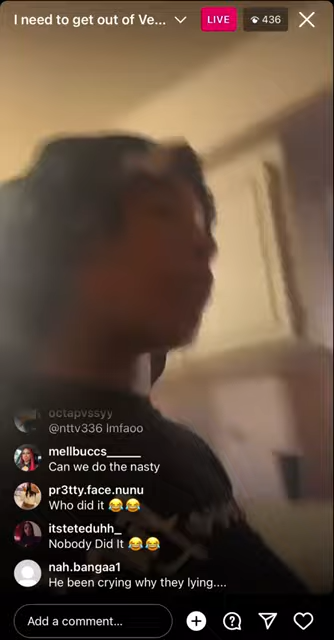 I need to get out of Ve...
LIVE
436
octapvssyy
@nttv336 lmfaoo
mellbuccs_____
Can we do the nasty
pr3tty.face.nunu
Who did it 😂😂
itsteteduhh_
Nobody Did It 😂😂
nah.bangaa1
He been crying why they lying....
Add a comment...